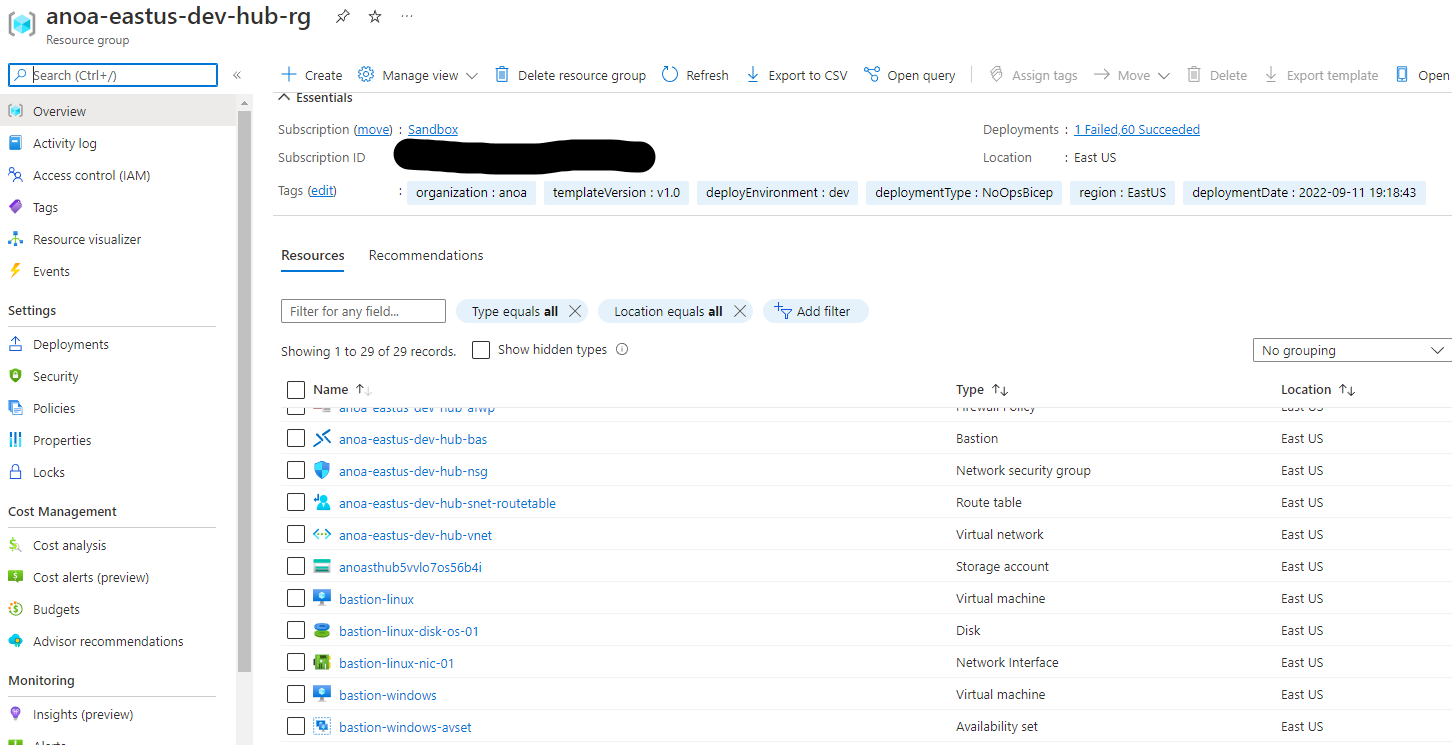 anoa-eastus-dev-hub-rg
Resource group
Search (Ctrl+/)
Create Manage view Delete resource group Refresh Export to CSV Open query Assign tags Move Delete Export template Open
Overview
Activity log
Access control (IAM)
Tags
Resource visualizer
Events
Settings
Deployments
Security
Policies
Properties
Locks
Cost Management
Cost analysis
Cost alerts (preview)
Budgets
Advisor recommendations
Monitoring
Insights (preview)
Alerts
Essentials
Subscription (move) : Sandbox
Deployments : 1 Failed,60 Succeeded
Subscription ID
Location : East US
Tags (edit) : organization : anoa templateVersion : v1.0 deployEnvironment : dev deploymentType : NoOpsBicep region : EastUS deploymentDate : 2022-09-11 19:18:43
Resources Recommendations
Filter for any field... Type equals all Location equals all Add filter
Showing 1 to 29 of 29 records. Show hidden types No grouping
Name Type Location
anoa-eastus-dev-hub-afwp Firewall Policy East US
anoa-eastus-dev-hub-bas Bastion East US
anoa-eastus-dev-hub-nsg Network security group East US
anoa-eastus-dev-hub-snet-routetable Route table East US
anoa-eastus-dev-hub-vnet Virtual network East US
anoasthub5vvlo7os56b4i Storage account East US
bastion-linux Virtual machine East US
bastion-linux-disk-os-01 Disk East US
bastion-linux-nic-01 Network Interface East US
bastion-windows Virtual machine East US
bastion-windows-avset Availability set East US